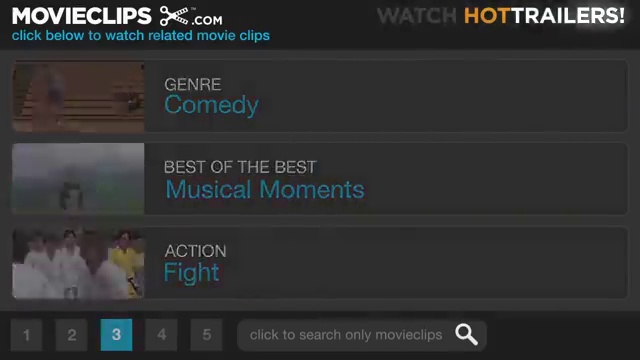 MOVIECLIPS.COM™
WATCH HOTTRAILERS!
click below to watch related movie clips
GENRE
Comedy
BEST OF THE BEST
Musical Moments
ACTION
Fight
1 2 3 4 5
click to search only movieclips